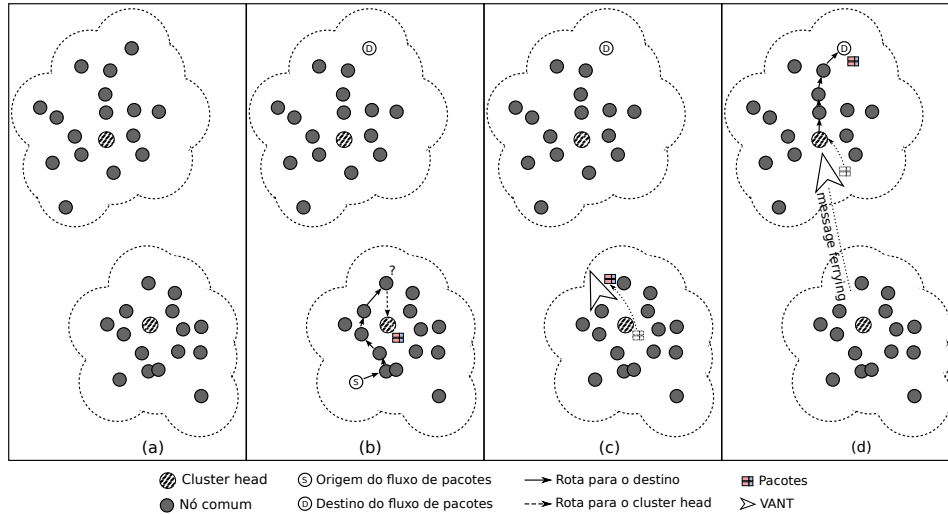 D
D
D
?
S
message ferrying
(a)
(b)
(c)
(d)
Cluster head
S Origem do fluxo de pacotes
Rota para o destino
Pacotes
Nó comum
D Destino do fluxo de pacotes
Rota para o cluster head
VANT